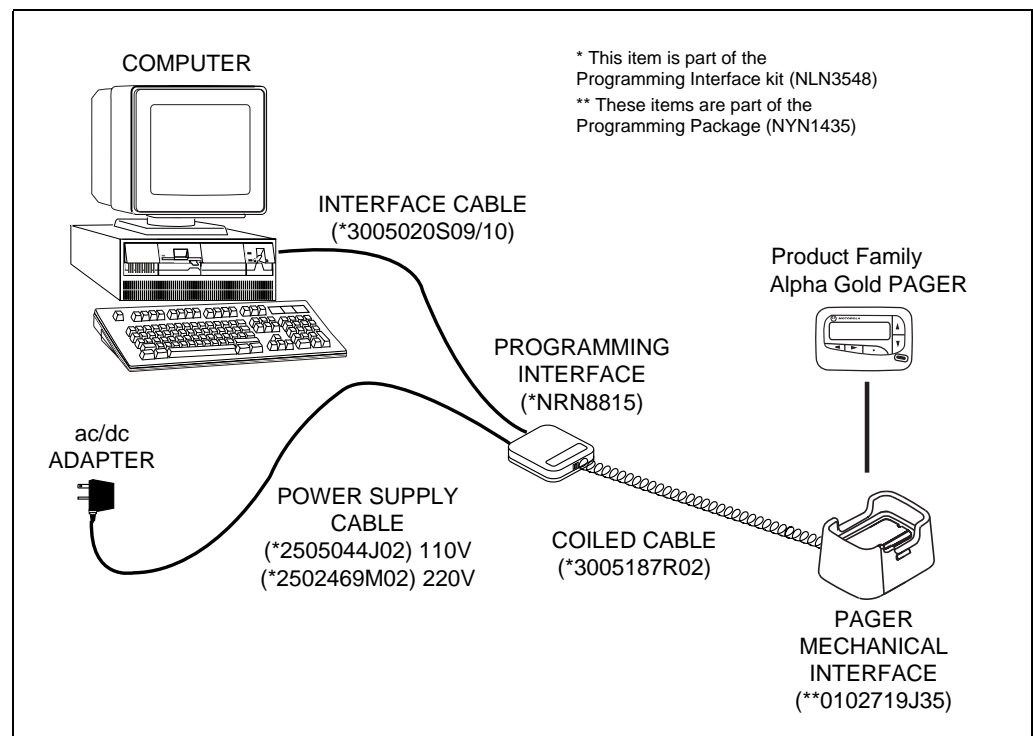 COMPUTER
* This item is part of the
Programming Interface kit (NLN3548)
** These items are part of the
Programming Package (NYN1435)
INTERFACE CABLE
(*3005020S09/10)
Product Family
Alpha Gold PAGER
MOTOROLA
PROGRAMMING
INTERFACE
(*NRN8815)
ac/dc
ADAPTER
POWER SUPPLY
CABLE
(*2505044J02) 110V
(*2502469M02) 220V
COILED CABLE
(*3005187R02)
PAGER
MECHANICAL
INTERFACE
(**0102719J35)